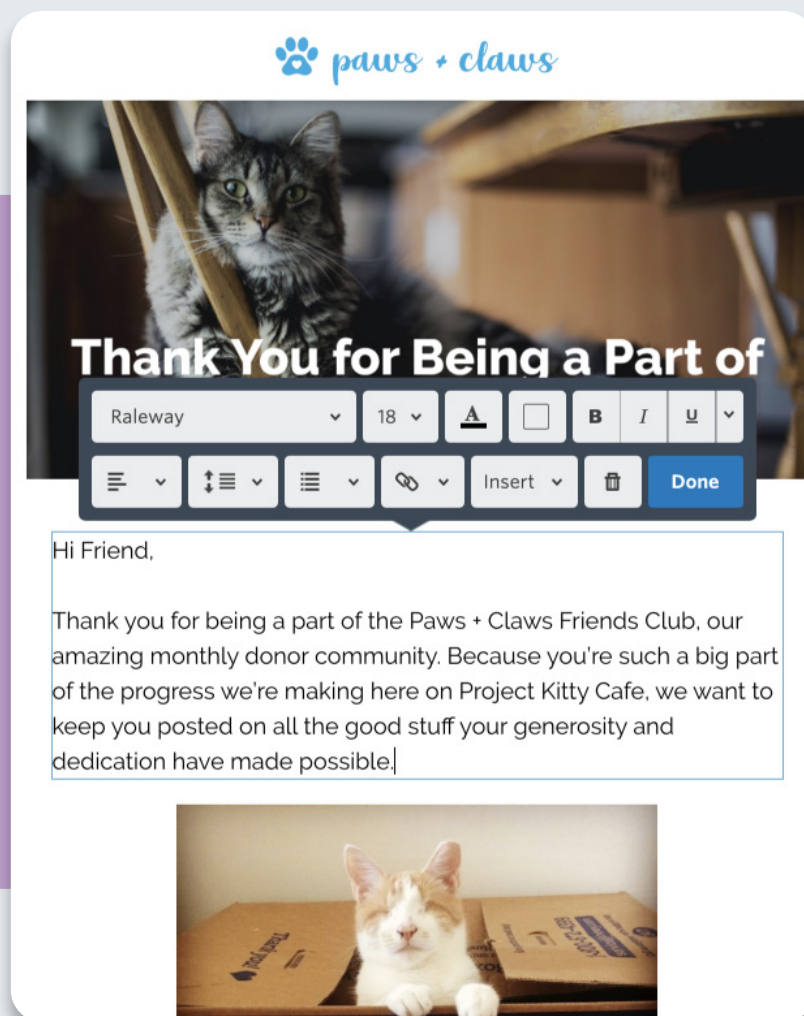 paws + claws
Thank You for Being a Part of
Raleway
18
A
B I U
Insert
Done
Hi Friend,
Thank you for being a part of the Paws + Claws Friends Club, our
amazing monthly donor community. Because you're such a big part
of the progress we're making here on Project Kitty Cafe, we want to
keep you posted on all the good stuff your generosity and
dedication have made possible.
Thank you!